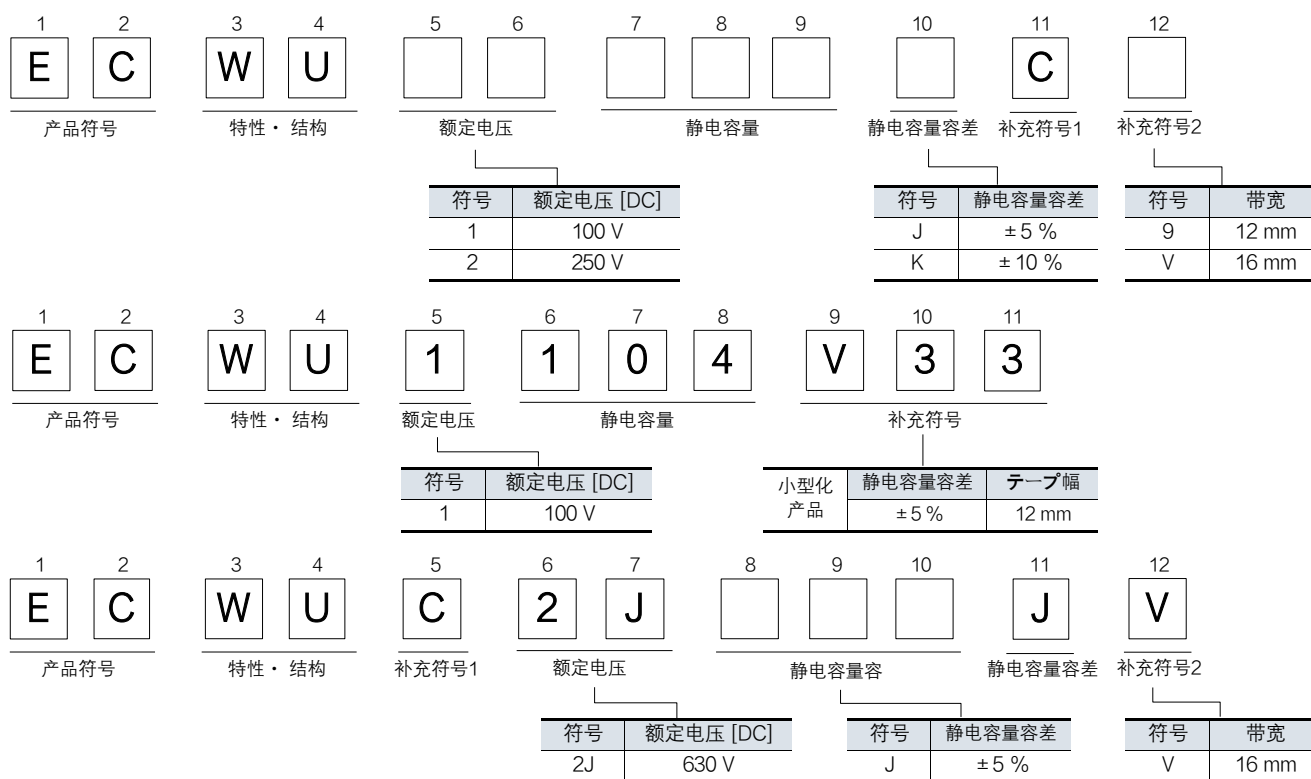 1 2 3 4 5 6 7 8 9 10 11 12
E C W U C
产品符号 特性・ 结构 额定电压 静电容量 静电容量容差 补充符号1 补充符号2
符号 额定电压 [DC] 符号 静电容量容差 符号 带宽
1 100 V J ±5 % 9 12 mm
2 250 V K ±10 % V 16 mm
1 2 3 4 5 6 7 8 9 10 11
E C W U 1 1 0 4 V 3 3
产品符号 特性・ 结构 额定电压 静电容量 补充符号
符号 额定电压 [DC] 小型化 静电容量容差 テープ幅
1 100 V 产品 ±5 % 12 mm
1 2 3 4 5 6 7 8 9 10 11 12
E C W U C 2 J J V
产品符号 特性・ 结构 补充符号1 额定电压 静电容量容 静电容量容差 补充符号2
符号 额定电压 [DC] 符号 静电容量容差 符号 带宽
2J 630 V J ±5 % V 16 mm